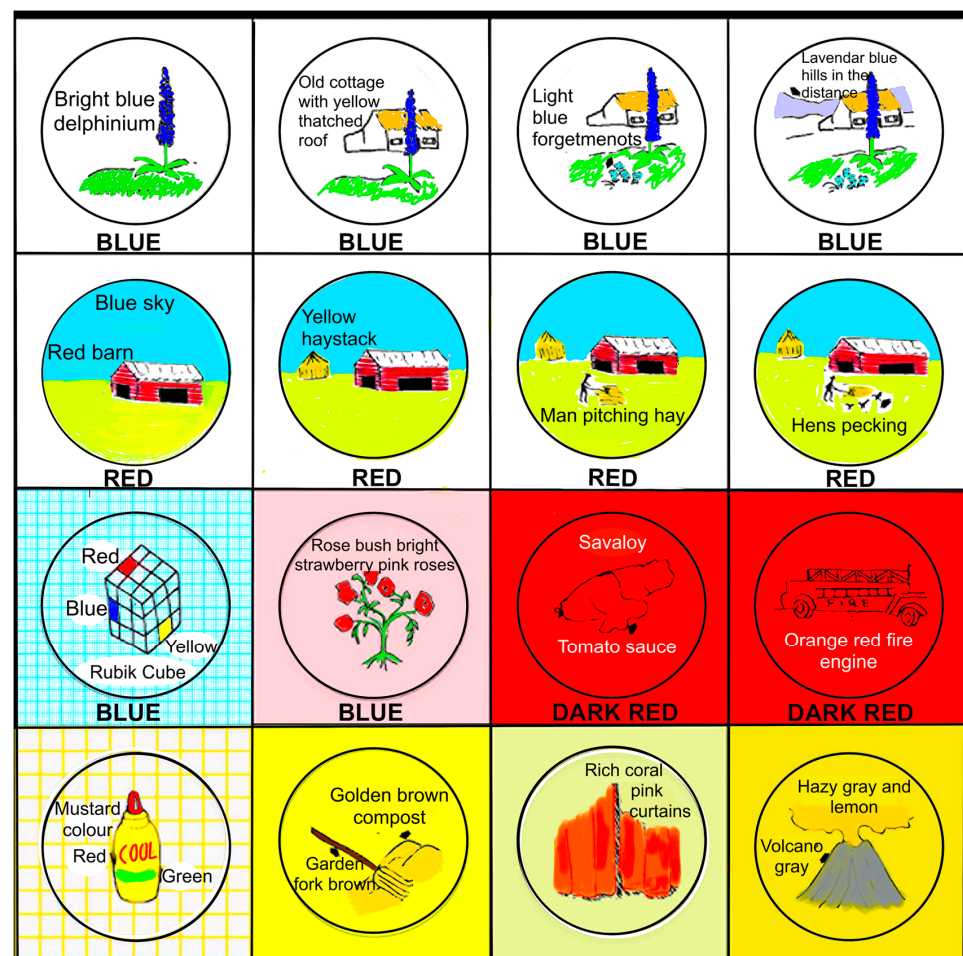 Bright blue
delphinium
BLUE
Old cottage
with yellow
thatched
roof
BLUE
Light
blue
forgetmenots
BLUE
Lavendar blue
hills in the
distance
BLUE
Blue sky
Red barn
RED
Yellow
haystack
RED
Man pitching hay
RED
Hens pecking
RED
Red
Blue
Yellow
Rubik Cube
BLUE
Rose bush bright
strawberry pink roses
BLUE
Savaloy
Tomato sauce
DARK RED
FIRE
Orange red fire
engine
DARK RED
Mustard
colour
Red
COOL
Green
Golden brown
compost
Garden
fork brown
Rich coral
pink
curtains
Hazy gray and
lemon
Volcano
gray